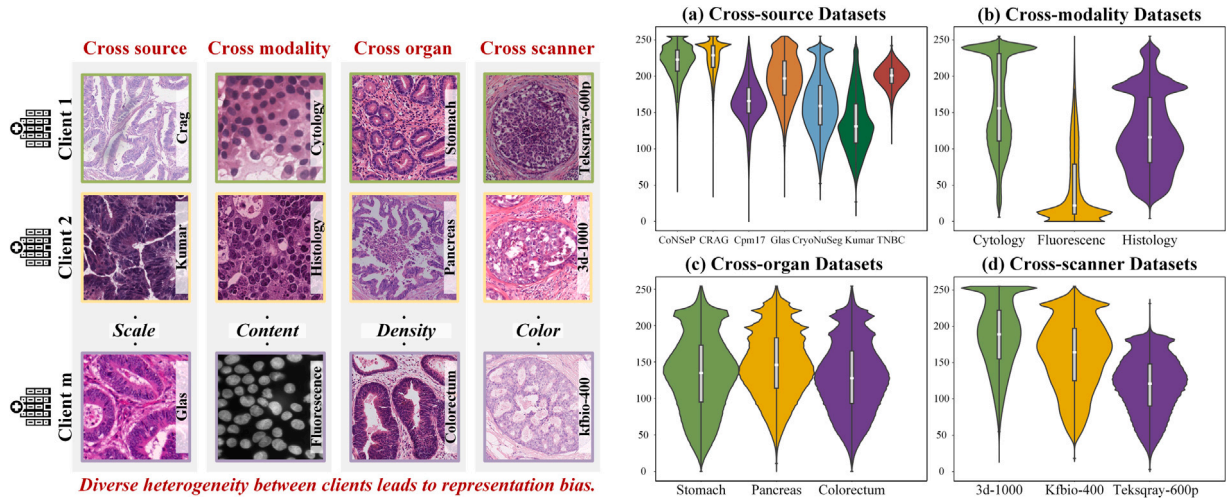 Cross source Cross modality Cross organ Cross scanner
Client 1
Crag
Cytology
Stomach
Teksqray-600p
Client 2
Kumar
Histology
Pancreas
3d-1000
Scale Content Density Color
Client m
Glas
Fluorescence
Colorectum
kfbio-400
Diverse heterogeneity between clients leads to representation bias.
(a) Cross-source Datasets
250
200
150
100
50
0
CoNSeP CRAG Cpm17 Glas CryoNuSeg Kumar TNBC
(b) Cross-modality Datasets
250
200
150
100
50
0
Cytology Fluorescenc Histology
(c) Cross-organ Datasets
250
200
150
100
50
0
Stomach Pancreas Colorectum
(d) Cross-scanner Datasets
250
200
150
100
50
0
3d-1000 Kfbio-400 Teksqray-600p